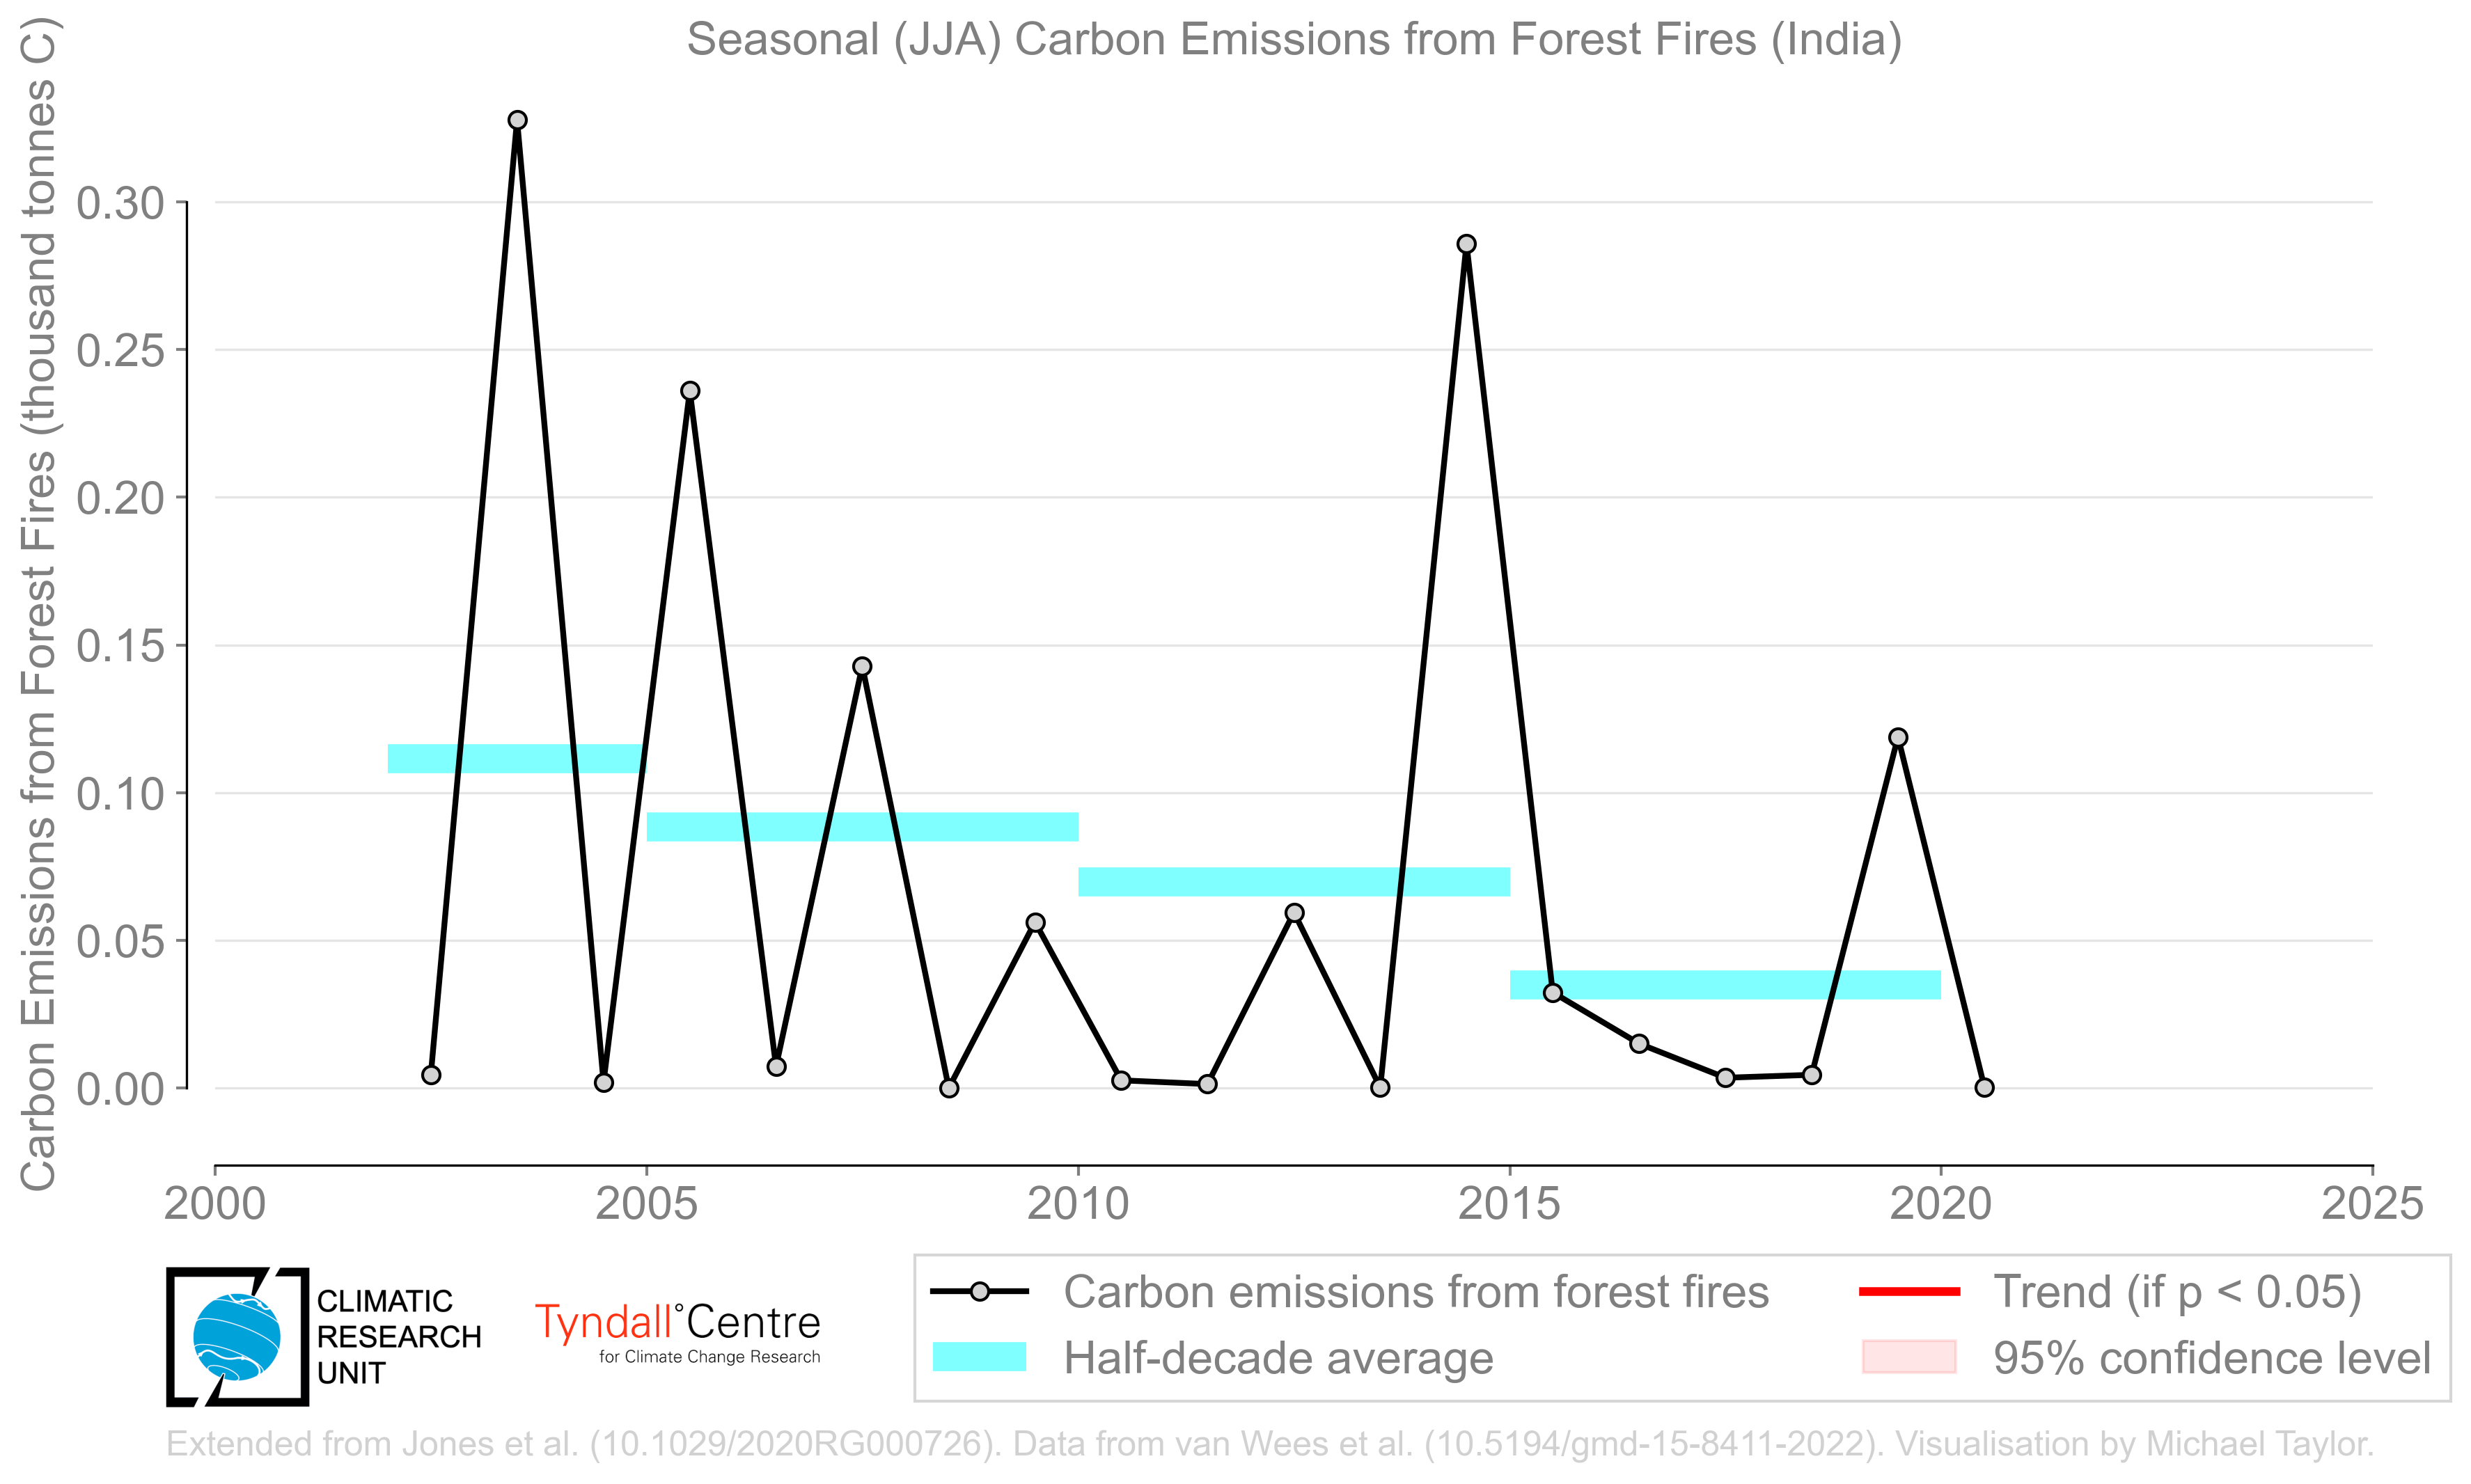 Seasonal (JJA) Carbon Emissions from Forest Fires (India)
Carbon Emissions from Forest Fires (thousand tonnes C)
0.30
0.25
0.20
0.15
0.10
0.05
0.00
2000 2005 2010 2015 2020 2025
CLIMATIC
RESEARCH
UNIT
Tyndall°Centre
for Climate Change Research
Carbon emissions from forest fires
Half-decade average
Trend (if p < 0.05)
95% confidence level
Extended from Jones et al. (10.1029/2020RG000726). Data from van Wees et al. (10.5194/gmd-15-8411-2022). Visualisation by Michael Taylor.